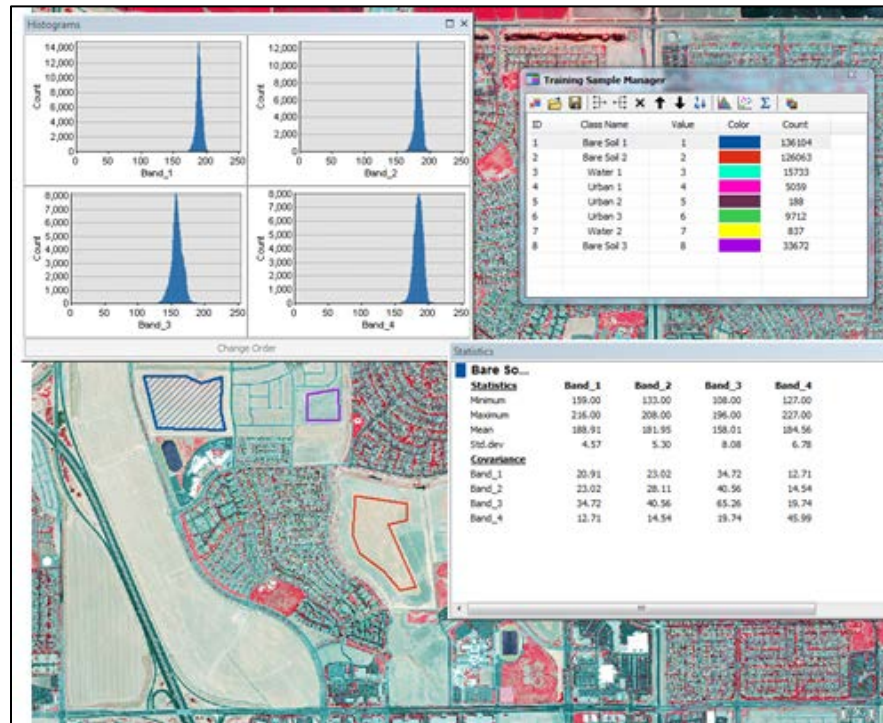 Histograms
14,000
12,000
10,000
8,000
6,000
4,000
2,000
0
Count
0 50 100 150 200 250
Band_1
12,000
10,000
8,000
6,000
4,000
2,000
0
Count
0 50 100 150 200 250
Band_2
8,000
7,000
6,000
5,000
4,000
3,000
2,000
1,000
0
Count
0 50 100 150 200 250
Band_3
8,000
7,000
6,000
5,000
4,000
3,000
2,000
1,000
0
Count
0 50 100 150 200 250
Band_4
Change Order
Training Sample Manager
ID Class Name Value Color Count
1 Bare Soil 1 1 136104
2 Bare Soil 2 2 126063
3 Water 1 3 15733
4 Urban 1 4 5059
5 Urban 2 5 188
6 Urban 3 6 9712
7 Water 2 7 837
8 Bare Soil 3 8 33672
Statistics
Bare So...
Statistics Band_1 Band_2 Band_3 Band_4
Minimum 159.00 133.00 108.00 127.00
Maximum 216.00 208.00 196.00 227.00
Mean 188.91 181.95 158.01 184.56
Std.dev 4.57 5.30 8.08 6.78
Covariance
Band_1 20.91 23.02 34.72 12.71
Band_2 23.02 28.11 40.56 14.54
Band_3 34.72 40.56 65.26 19.74
Band_4 12.71 14.54 19.74 45.99